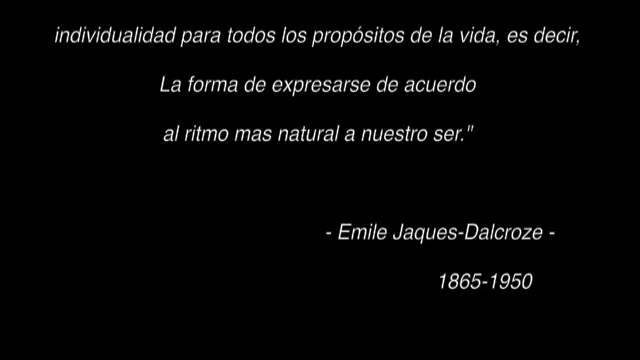 individualidad para todos los propósitos de la vida, es decir,
La forma de expresarse de acuerdo
al ritmo mas natural a nuestro ser."
- Emile Jaques-Dalcroze -
1865-1950